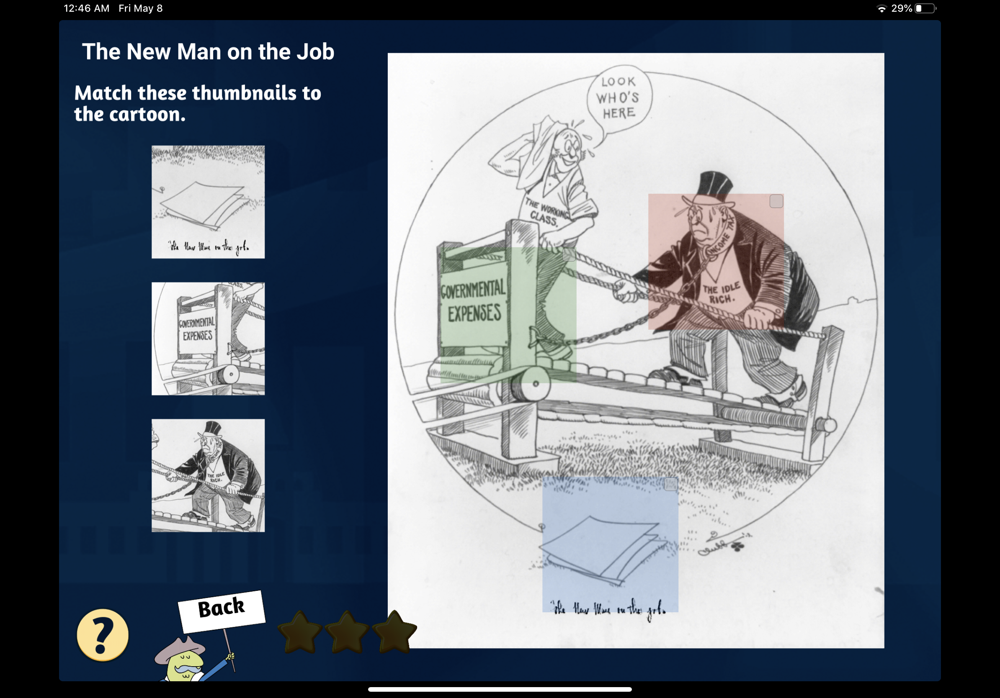 12:46 AM Fri May 8
29%
The New Man on the Job
Match these thumbnails to
the cartoon.
The New Man on the job.
CLASS.
GOVERNMENTAL
EXPENSES
INCOME TAX
THE IDLE
RICH.
Back
?
LOOK
WHO'S
HERE
THE WORKING
CLASS.
INCOME TAX
THE IDLE
RICH.
GOVERNMENTAL
EXPENSES
The New Man on the job.